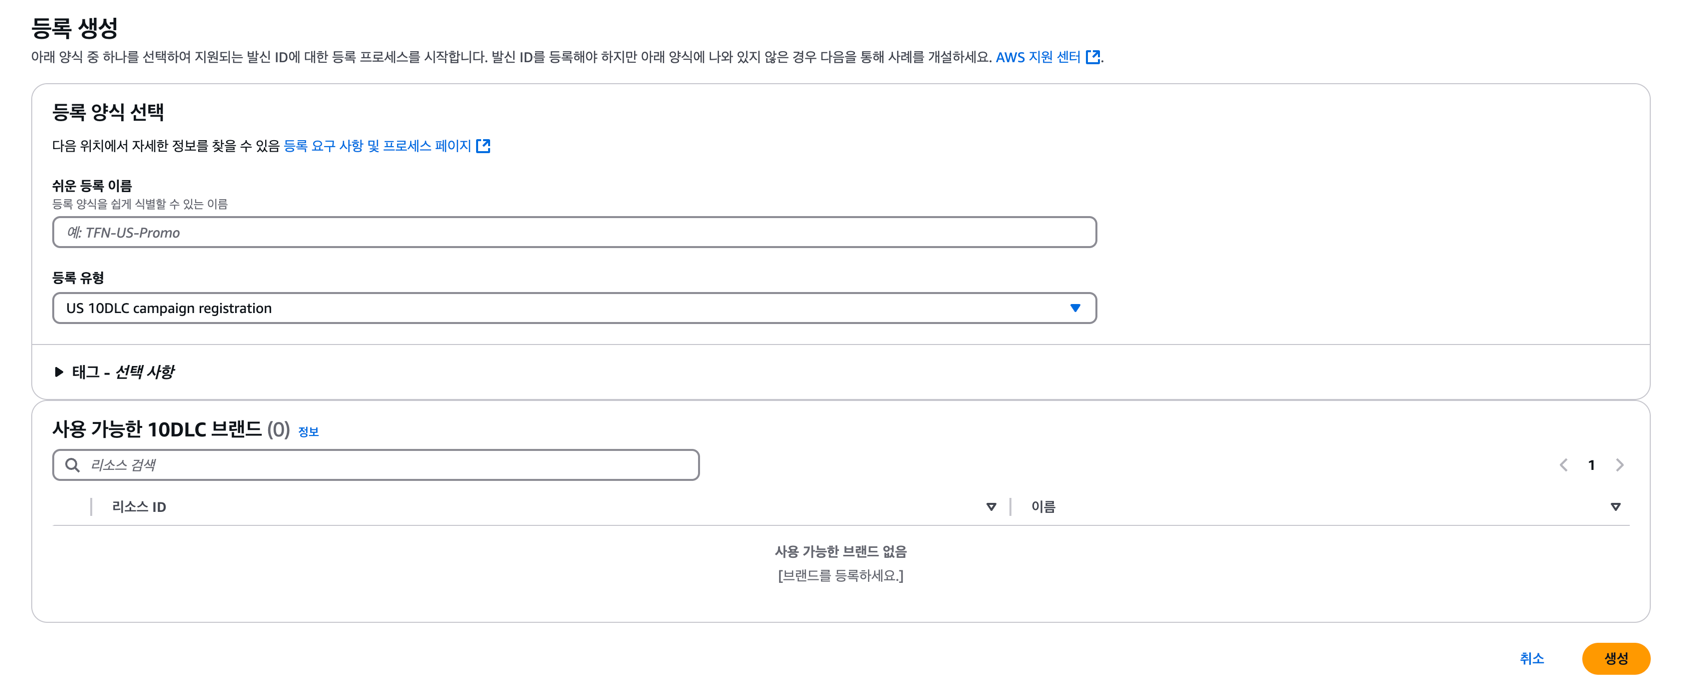 등록 생성
아래 양식 중 하나를 선택하여 지원되는 발신 ID에 대한 등록 프로세스를 시작합니다. 발신 ID를 등록해야 하지만 아래 양식에 나와 있지 않은 경우 다음을 통해 사례를 개설하세요. AWS 지원 센터.
등록 양식 선택
다음 위치에서 자세한 정보를 찾을 수 있음 등록 요구 사항 및 프로세스 페이지
쉬운 등록 이름
등록 양식을 쉽게 식별할 수 있는 이름
예: TFN-US-Promo
등록 유형
US 10DLC campaign registration
태그 - 선택 사항
사용 가능한 10DLC 브랜드 (0) 정보
리소스 검색
1
리소스 ID 이름
사용 가능한 브랜드 없음
[브랜드를 등록하세요.]
취소 생성